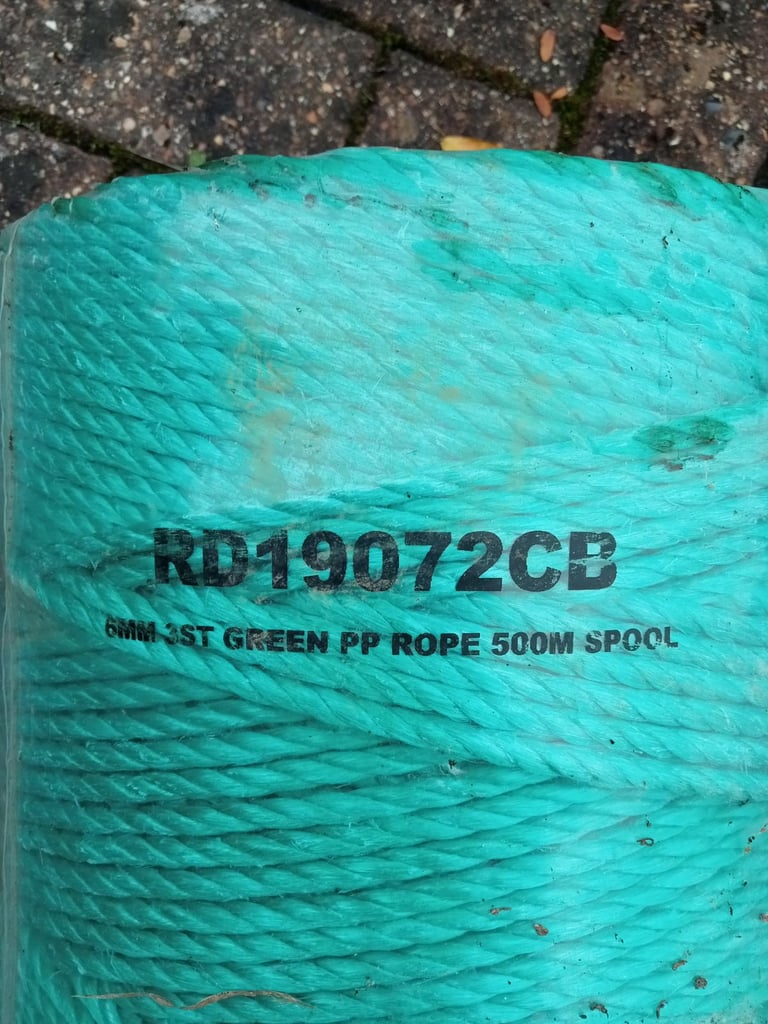 RD19072CB
6MM 3ST GREEN PP ROPE 500M SPOOL